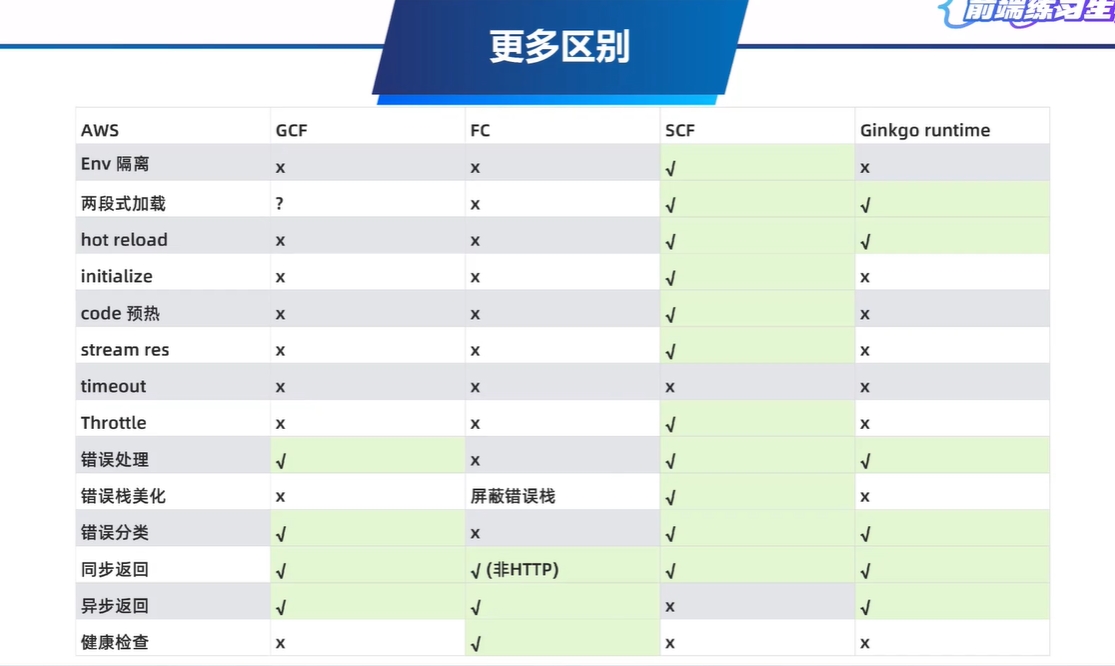 前端练习生
更多区别
AWS GCF FC SCF Ginkgo runtime
Env 隔离 x x √ x
两段式加载 ? x √ √
hot reload x x √ √
initialize x x √ x
code 预热 x x √ x
stream res x x √ x
timeout x x x x
Throttle x x √ x
错误处理 √ x √ √
错误栈美化 x 屏蔽错误栈 √ x
错误分类 √ x √ √
同步返回 √ √ (非HTTP) √ √
异步返回 √ √ x √
健康检查 x √ x x